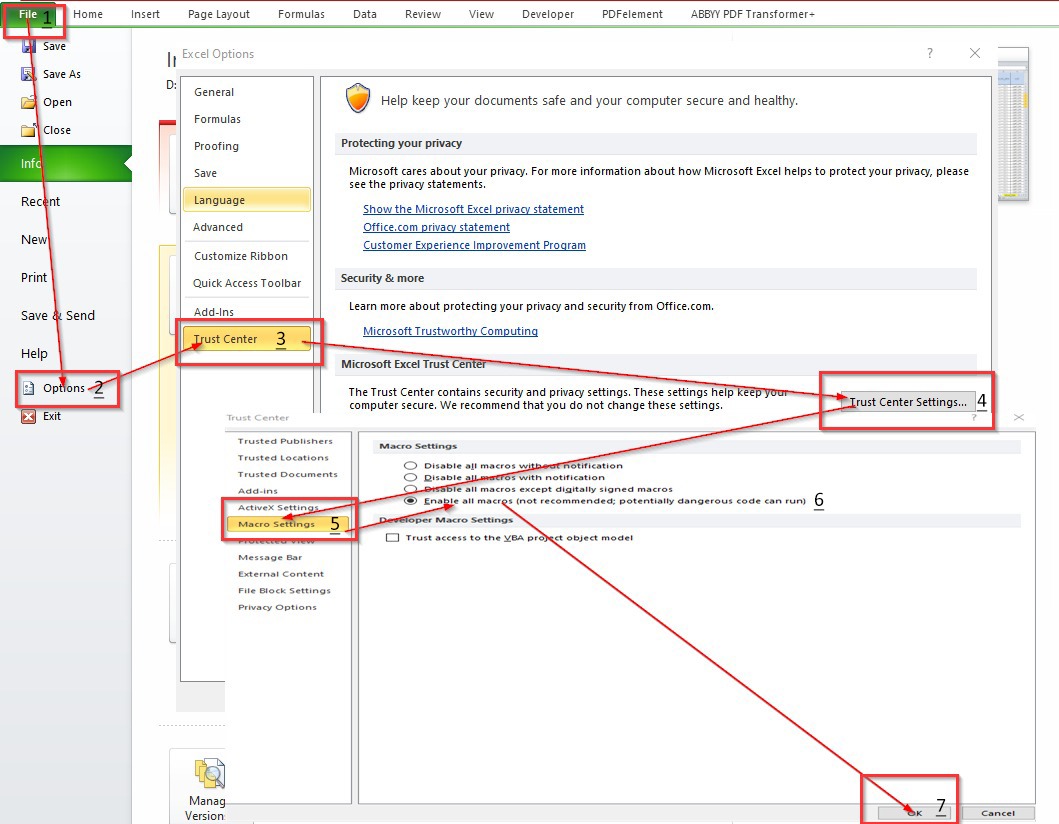 File 1 Home Insert Page Layout Formulas Data Review View Developer PDFelement ABBYY PDF Transformer+
Save
Save As
Open
Close
Info
Recent
New
Print
Save & Send
Help
Options 2
Exit
Excel Options ?
General
Formulas
Proofing
Save
Language
Advanced
Customize Ribbon
Quick Access Toolbar
Add-Ins
Trust Center 3
Help keep your documents safe and your computer secure and healthy.
Protecting your privacy
Microsoft cares about your privacy. For more information about how Microsoft Excel helps to protect your privacy, please
see the privacy statements.
Show the Microsoft Excel privacy statement
Office.com privacy statement
Customer Experience Improvement Program
Security & more
Learn more about protecting your privacy and security from Office.com.
Microsoft Trustworthy Computing
Microsoft Excel Trust Center
The Trust Center contains security and privacy settings. These settings help keep your
computer secure. We recommend that you do not change these settings.
Trust Center Settings... 4
Trust Center ?
Trusted Publishers
Trusted Locations
Trusted Documents
Add-ins
ActiveX Settings
Macro Settings 5
Protected View
Message Bar
External Content
File Block Settings
Privacy Options
Macro Settings
Disable all macros without notification
Disable all macros with notification
Disable all macros except digitally signed macros
Enable all macros (not recommended; potentially dangerous code can run) 6
Developer Macro Settings
Trust access to the VBA project object model
Manag
Version
OK 7 Cancel